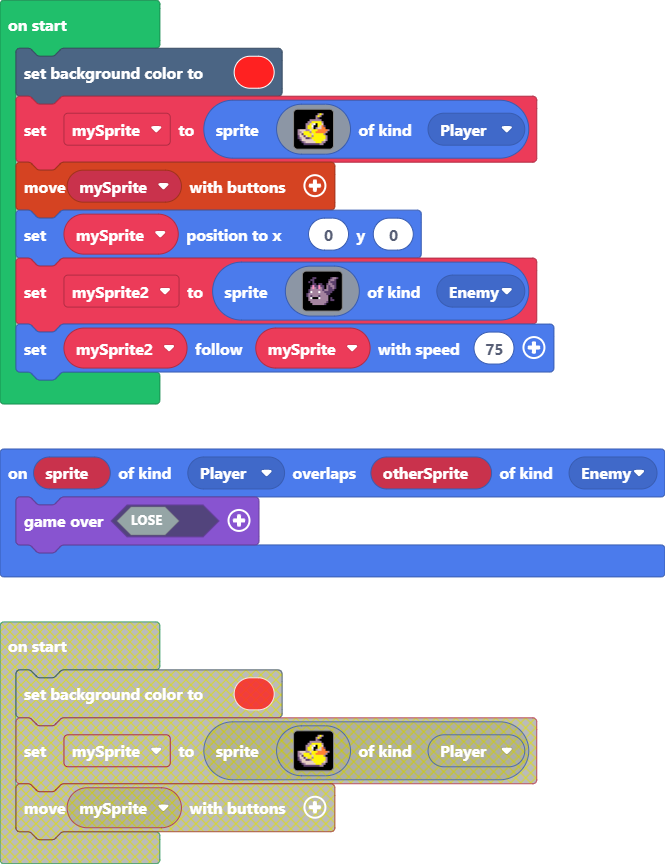 on start
set background color to
set mySprite to sprite of kind Player
move mySprite with buttons
set mySprite position to x 0 y 0
set mySprite2 to sprite of kind Enemy
set mySprite2 follow mySprite with speed 75
on sprite of kind Player overlaps otherSprite of kind Enemy
game over LOSE
on start
set background color to
set mySprite to sprite of kind Player
move mySprite with buttons